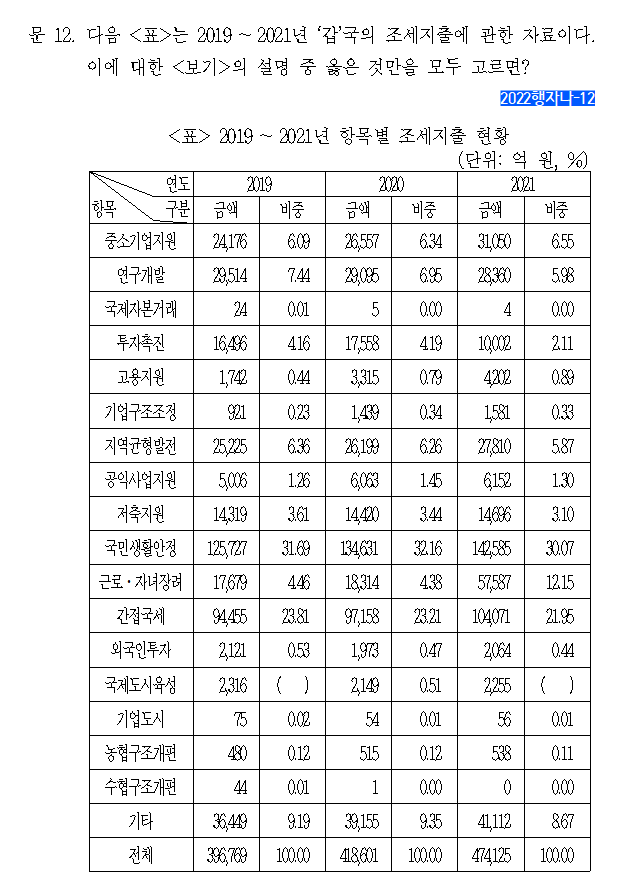 문 12. 다음 <표>는 2019 ~ 2021년 ‘갑’국의 조세지출에 관한 자료이다.
이에 대한 <보기>의 설명 중 옳은 것만을 모두 고르면?
2022행자나-12
<표> 2019 ~ 2021년 항목별 조세지출 현황
(단위: 억 원, %)
연도 2019 2020 2021
항목 구분 금액 비중 금액 비중 금액 비중
중소기업지원 24,176 6.09 26,557 6.34 31,050 6.55
연구개발 29,514 7.44 29,095 6.95 28,360 5.98
국제자본거래 24 0.01 5 0.00 4 0.00
투자촉진 16,496 4.16 17,558 4.19 10,002 2.11
고용지원 1,742 0.44 3,315 0.79 4,202 0.89
기업구조조정 921 0.23 1,439 0.34 1,581 0.33
지역균형발전 25,225 6.36 26,199 6.26 27,810 5.87
공익사업지원 5,006 1.26 6,063 1.45 6,152 1.30
저축지원 14,319 3.61 14,420 3.44 14,696 3.10
국민생활안정 125,727 31.69 134,631 32.16 142,585 30.07
근로·자녀장려 17,679 4.46 18,314 4.38 57,587 12.15
간접국세 94,455 23.81 97,158 23.21 104,071 21.95
외국인투자 2,121 0.53 1,973 0.47 2,064 0.44
국제도시육성 2,316 ( ) 2,149 0.51 2,255 ( )
기업도시 75 0.02 54 0.01 56 0.01
농협구조개편 480 0.12 515 0.12 538 0.11
수협구조개편 44 0.01 1 0.00 0 0.00
기타 36,449 9.19 39,155 9.35 41,112 8.67
전체 396,769 100.00 418,601 100.00 474,125 100.00